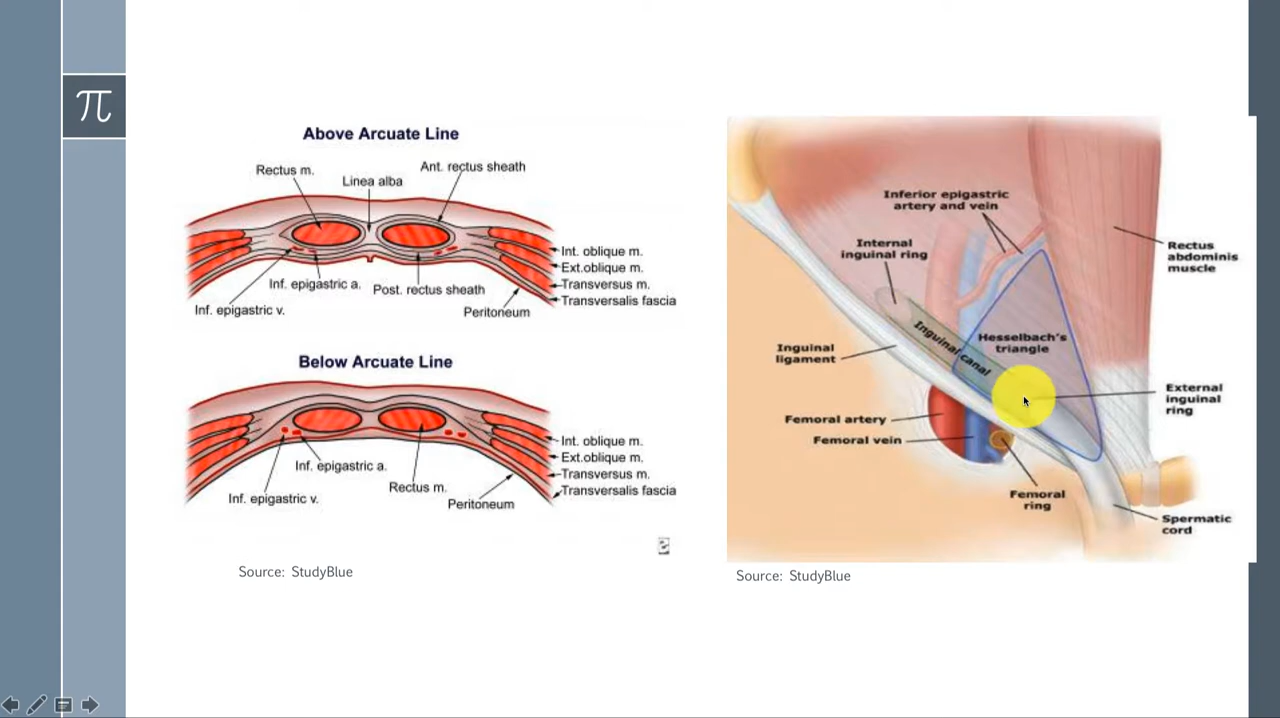 π
Above Arcuate Line
Rectus m.
Linea alba
Ant. rectus sheath
Int. oblique m.
Ext.oblique m.
Transversus m.
Transversalis fascia
Inf. epigastric a.
Post. rectus sheath
Inf. epigastric v.
Peritoneum
Below Arcuate Line
Int. oblique m.
Ext.oblique m.
Transversus m.
Transversalis fascia
Inf. epigastric a.
Rectus m.
Inf. epigastric v.
Peritoneum
Source: StudyBlue
Inferior epigastric
artery and vein
Internal
inguinal ring
Rectus
abdominis
muscle
Inguinal canal
Hesselbach's
triangle
Inguinal
ligament
External
inguinal
ring
Femoral artery
Femoral vein
Femoral
ring
Spermatic
cord
Source: StudyBlue